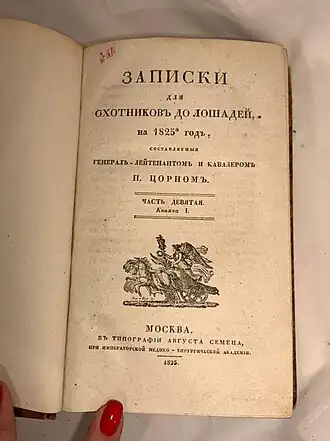 ЗАПИСКИ
ДЛЯ
ОХОТНИКОВЪ ДО ЛОШАДЕЙ,
на 1825й годъ,
СОСТАВЛЯЕМЫЯ
ГЕНЕРАЛ-ЛЕЙТЕНАНТОМЪ И КАВАЛЕРОМЪ
П. ЦОРНОМЪ.
ЧАСТЬ ДЕВЯТАЯ.
Книжка I.
МОСКВА.
ВЪ ТИПОГРАФІИ АВГУСТА СЕМЕНА,
ПРИ ИМПЕРАТОРСКОЙ МЕДИКО-ХИРУРГИЧЕСКОЙ АКАДЕМІИ.
1825.